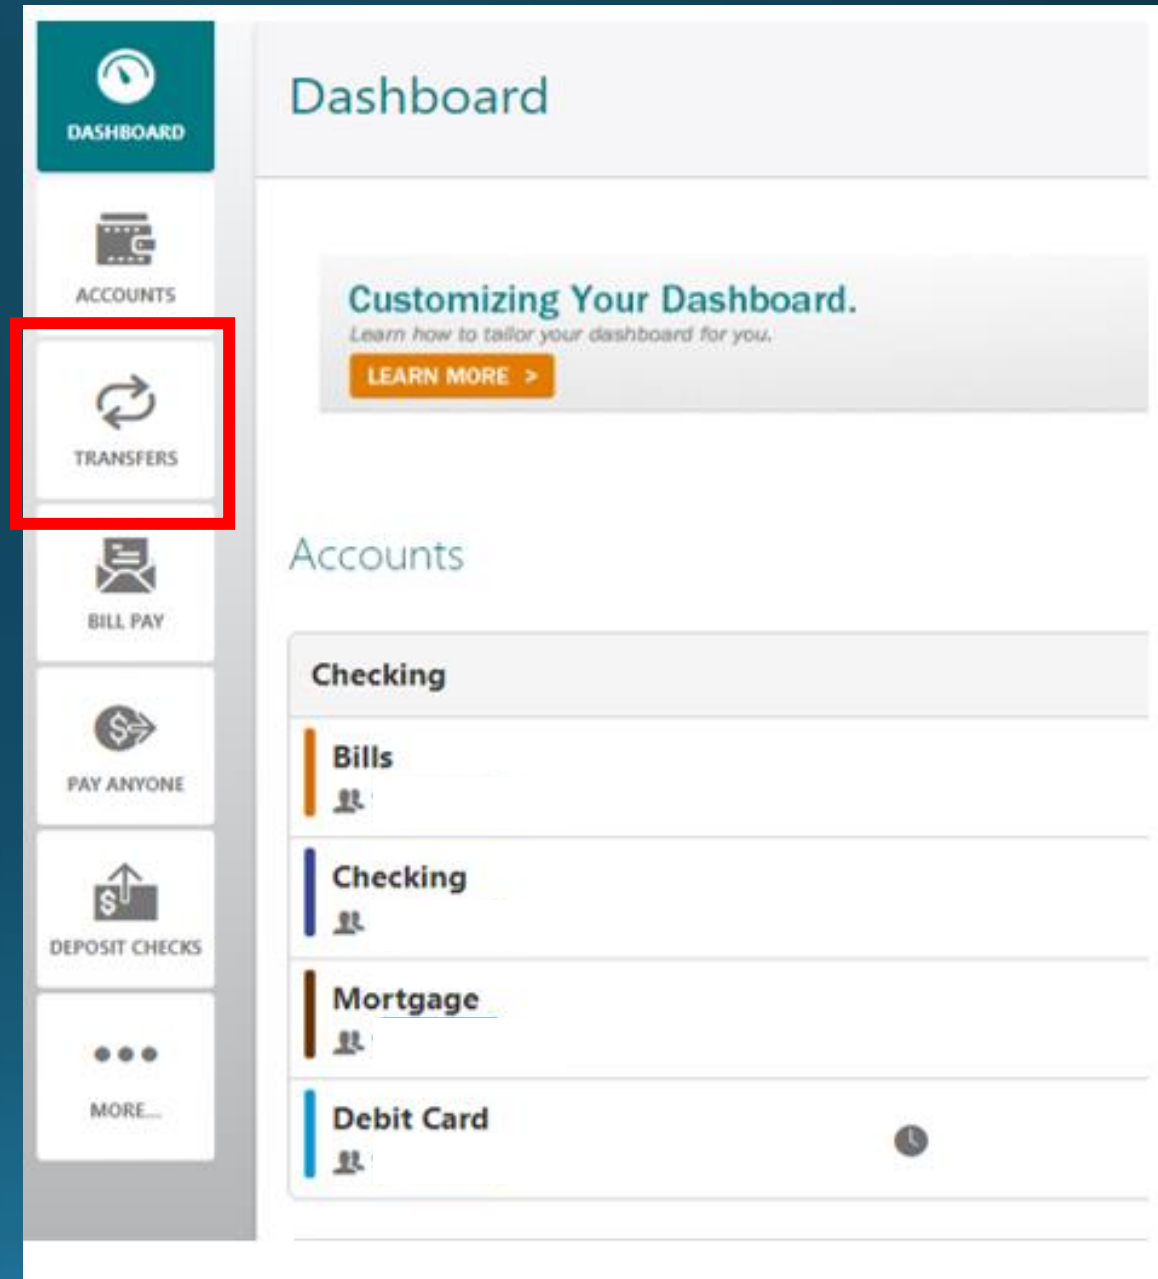 DASHBOARD
ACCOUNTS
TRANSFERS
BILL PAY
PAY ANYONE
DEPOSIT CHECKS
MORE...
Dashboard
Customizing Your Dashboard.
Learn how to tailor your dashboard for you.
LEARN MORE >
Accounts
Checking
Bills
Checking
Mortgage
Debit Card